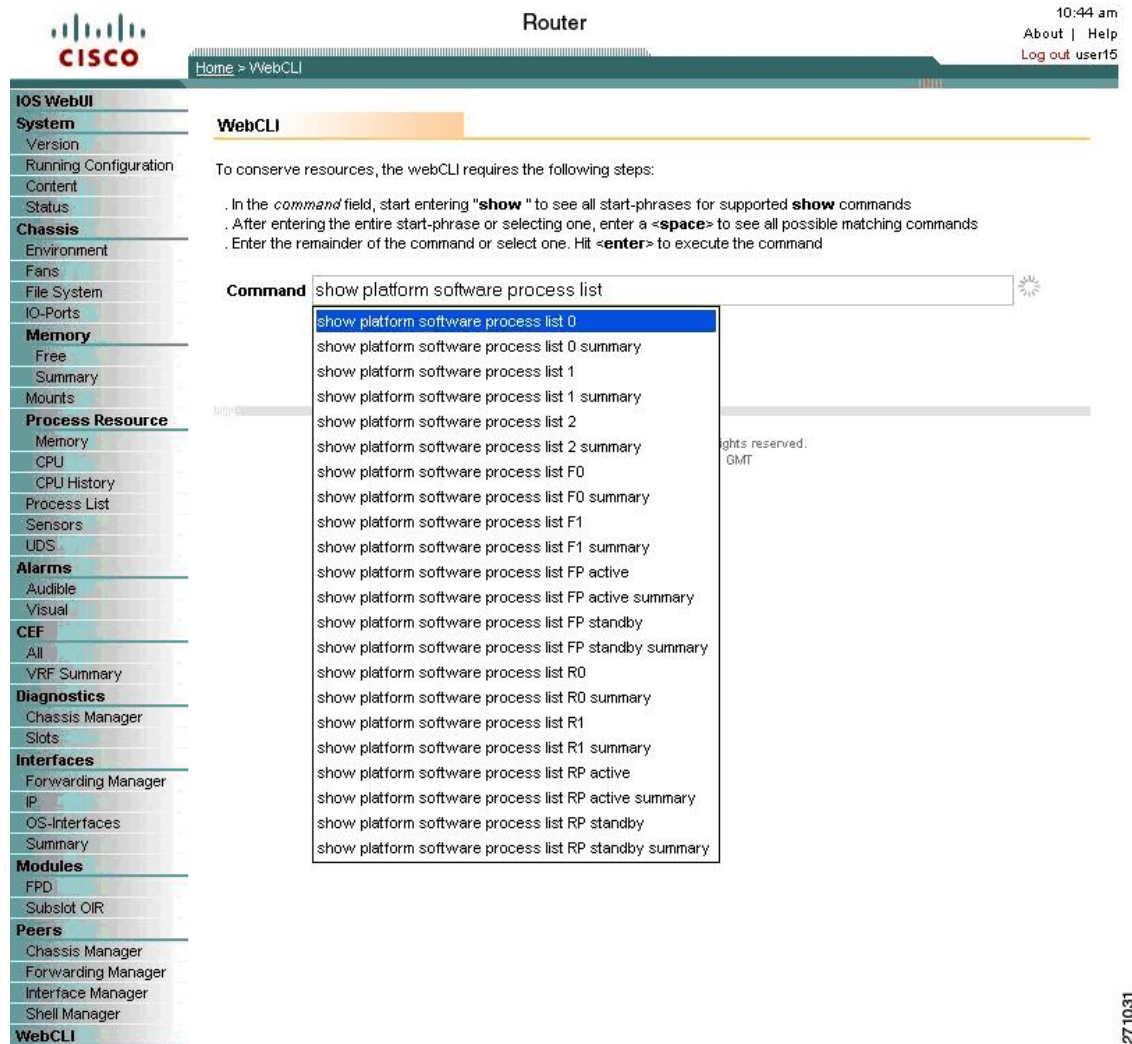 CISCO
Router
10:44 am
About | Help
Log out user15
Home > WebCLI
IOS WebUI
System
Version
Running Configuration
Content
Status
Chassis
Environment
Fans
File System
IO-Ports
Memory
Free
Summary
Mounts
Process Resource
Memory
CPU
CPU History
Process List
Sensors
UDS
Alarms
Audible
Visual
CEF
All
VRF Summary
Diagnostics
Chassis Manager
Slots
Interfaces
Forwarding Manager
IP
OS-Interfaces
Summary
Modules
FPD
Subslot OIR
Peers
Chassis Manager
Forwarding Manager
Interface Manager
Shell Manager
WebCLI
WebCLI
To conserve resources, the webCLI requires the following steps:
. In the command field, start entering "show " to see all start-phrases for supported show commands
. After entering the entire start-phrase or selecting one, enter a <space> to see all possible matching commands
. Enter the remainder of the command or select one. Hit <enter> to execute the command
Command show platform software process list
show platform software process list 0
show platform software process list 0 summary
show platform software process list 1
show platform software process list 1 summary
show platform software process list 2
show platform software process list 2 summary
show platform software process list F0
show platform software process list F0 summary
show platform software process list F1
show platform software process list F1 summary
show platform software process list FP active
show platform software process list FP active summary
show platform software process list FP standby
show platform software process list FP standby summary
show platform software process list R0
show platform software process list R0 summary
show platform software process list R1
show platform software process list R1 summary
show platform software process list RP active
show platform software process list RP active summary
show platform software process list RP standby
show platform software process list RP standby summary
ights reserved.
GMT
271031